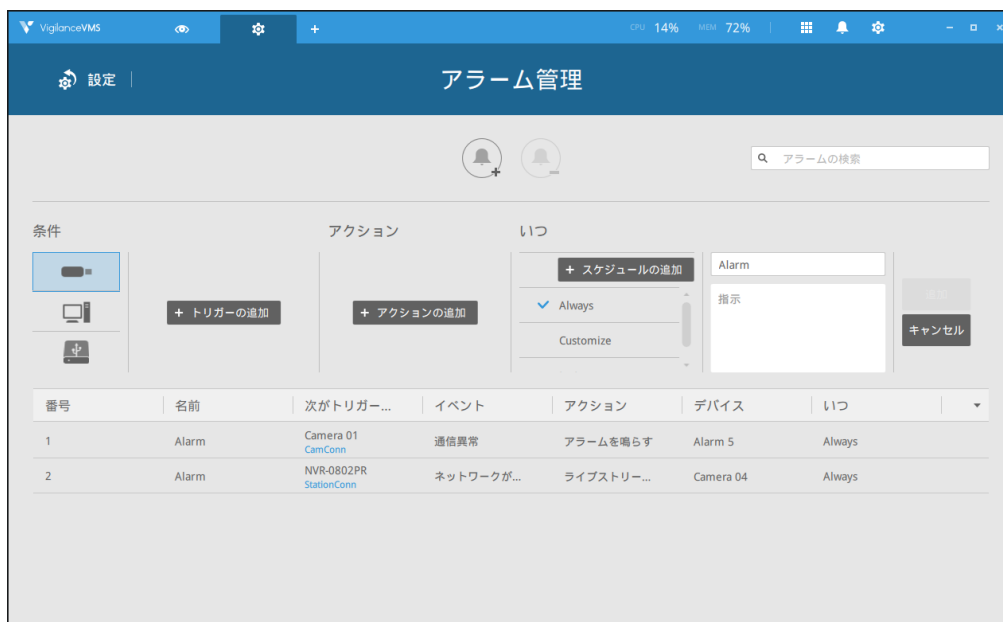 VigilanceVMS
CPU 14% MEM 72%
設定
アラーム管理
アラームの検索
条件 アクション いつ
+ スケジュールの追加 Alarm
+ トリガーの追加 + アクションの追加 Always 指示 追加
Customize キャンセル
番号 名前 次がトリガー... イベント アクション デバイス いつ
1 Alarm Camera 01 通信異常 アラームを鳴らす Alarm 5 Always
CamConn
2 Alarm NVR-0802PR ネットワークが... ライブストリー... Camera 04 Always
StationConn